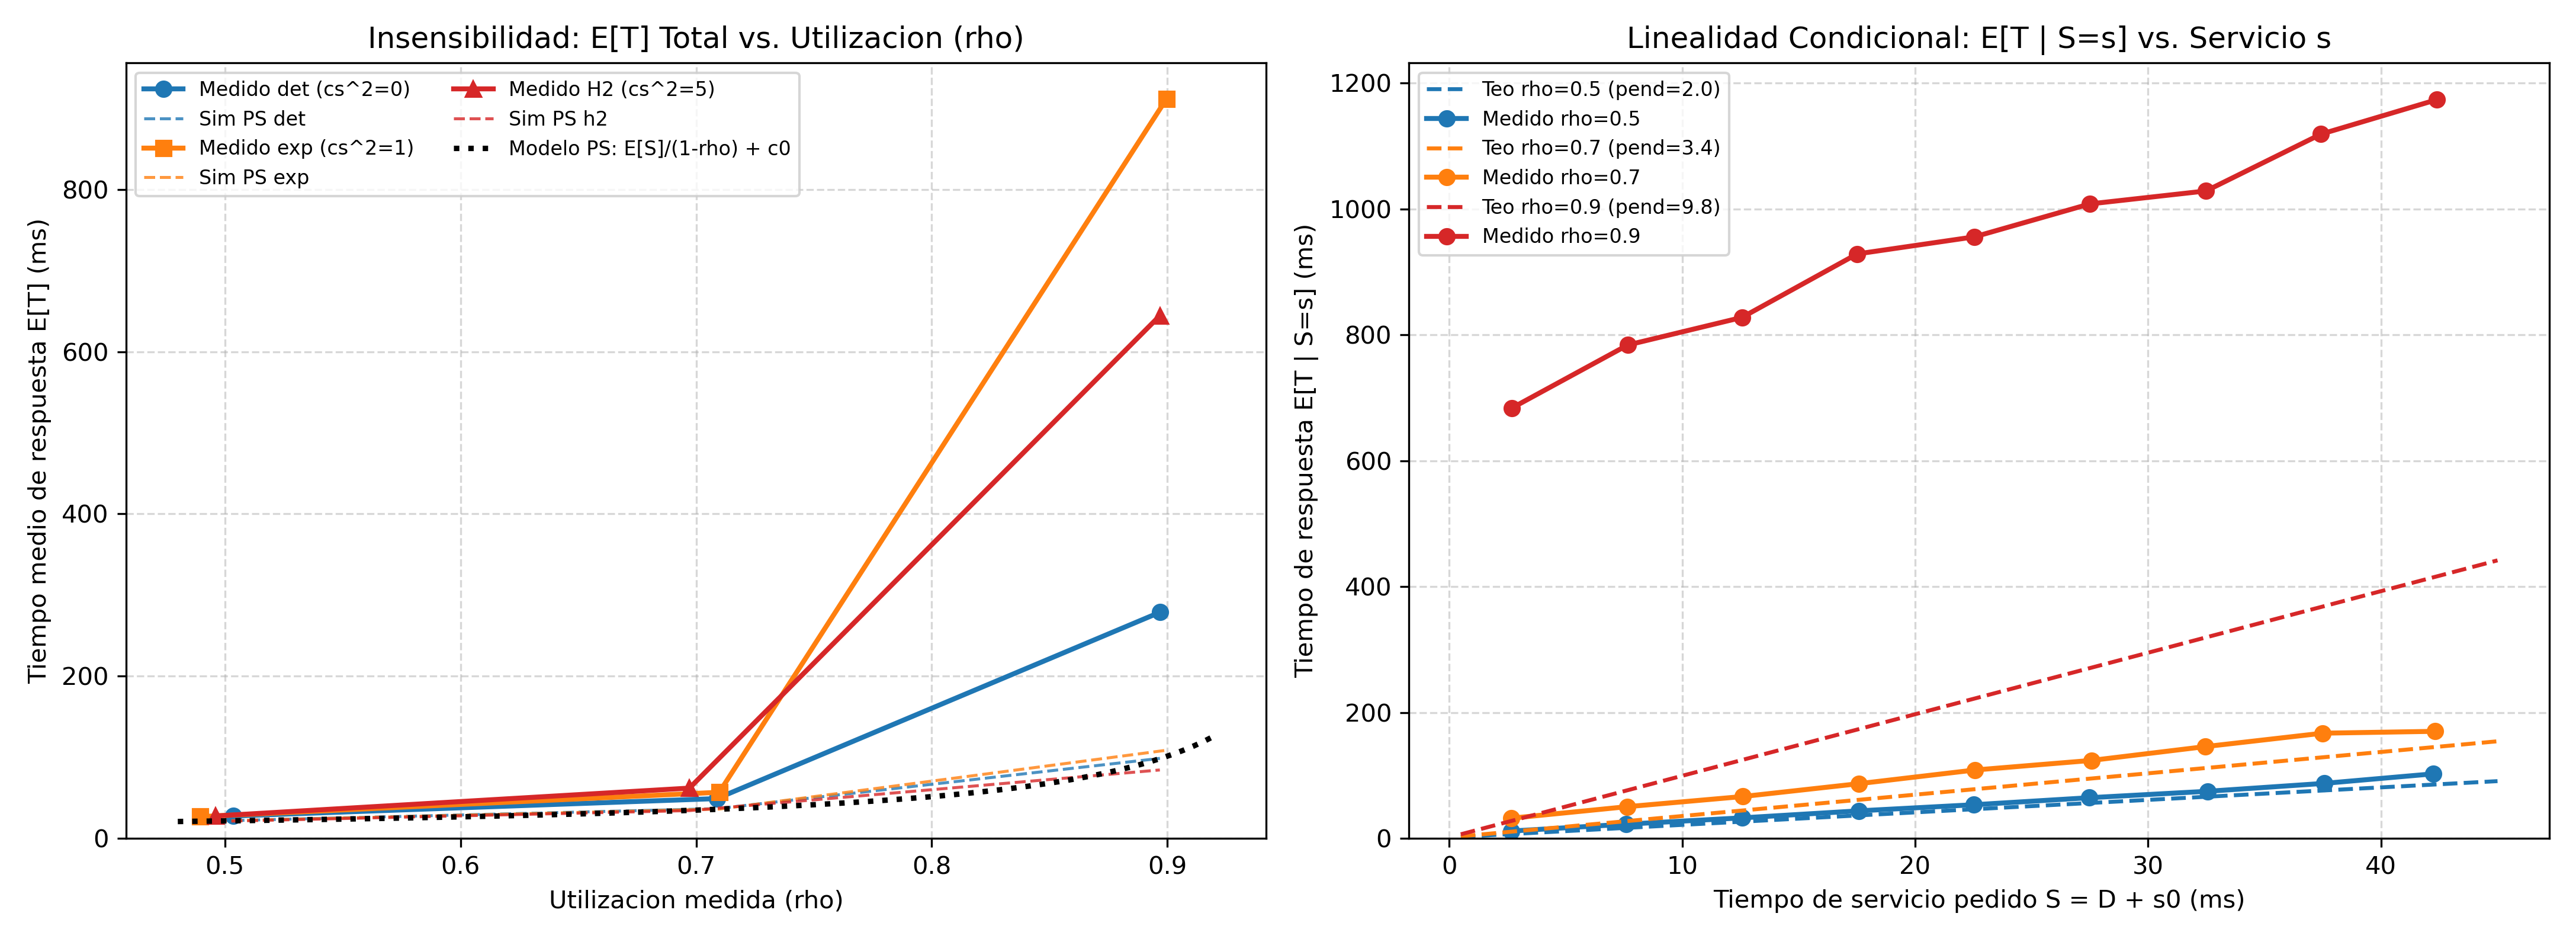 Insensibilidad: E[T] Total vs. Utilizacion (rho)
Medido det (cs^2=0)
Sim PS det
Medido exp (cs^2=1)
Sim PS exp
Medido H2 (cs^2=5)
Sim PS h2
Modelo PS: E[S]/(1-rho) + c0
Tiempo medio de respuesta E[T] (ms)
800
600
400
200
0
0.5 0.6 0.7 0.8 0.9
Utilizacion medida (rho)
Linealidad Condicional: E[T | S=s] vs. Servicio s
Teo rho=0.5 (pend=2.0)
Medido rho=0.5
Teo rho=0.7 (pend=3.4)
Medido rho=0.7
Teo rho=0.9 (pend=9.8)
Medido rho=0.9
Tiempo de respuesta E[T | S=s] (ms)
1200
1000
800
600
400
200
0
0 10 20 30 40
Tiempo de servicio pedido S = D + s0 (ms)